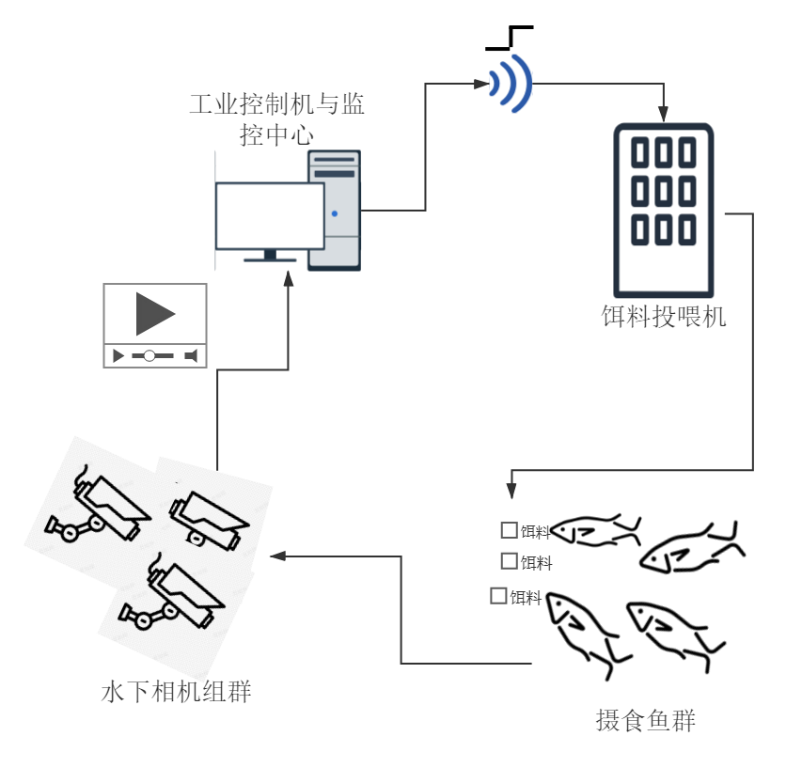 工业控制机与监
控中心
饵料投喂机
饵料
饵料
饵料
水下相机组群
摄食鱼群